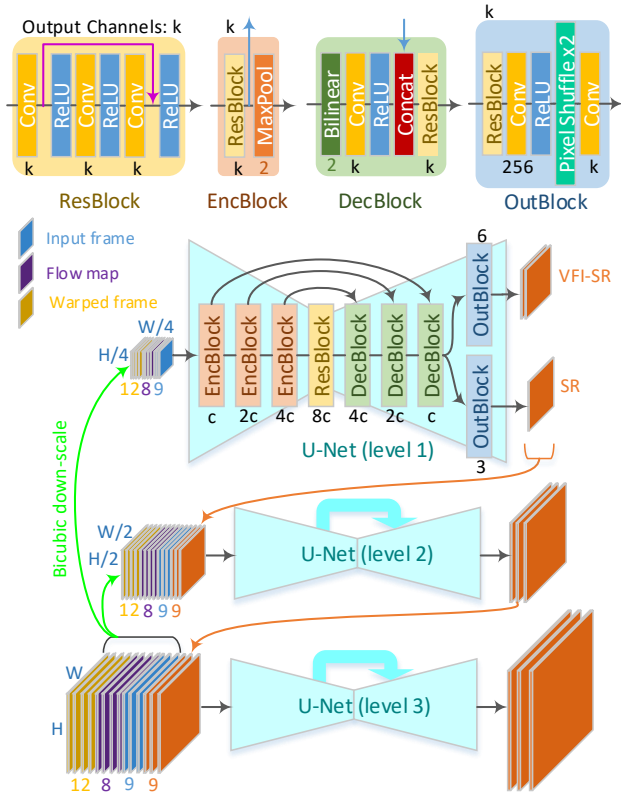 Output Channels: k
Conv
ReLU
Conv
ReLU
Conv
ReLU
k
k
k
ResBlock
k
ResBlock
MaxPool
k
2
EncBlock
Bilinear
Conv
ReLU
Concat
ResBlock
2
k
k
DecBlock
k
ResBlock
Conv
ReLU
Pixel Shuffle x2
Conv
256
k
OutBlock
Input frame
Flow map
Warped frame
W/4
H/4
12 8 9
EncBlock
EncBlock
EncBlock
ResBlock
DecBlock
DecBlock
DecBlock
c
2c
4c
8c
4c
2c
c
6
OutBlock
OutBlock
3
VFI-SR
SR
U-Net (level 1)
Bicubic down-scale
W/2
H/2
12 8 9 9
U-Net (level 2)
W
H
12 8 9 9
U-Net (level 3)